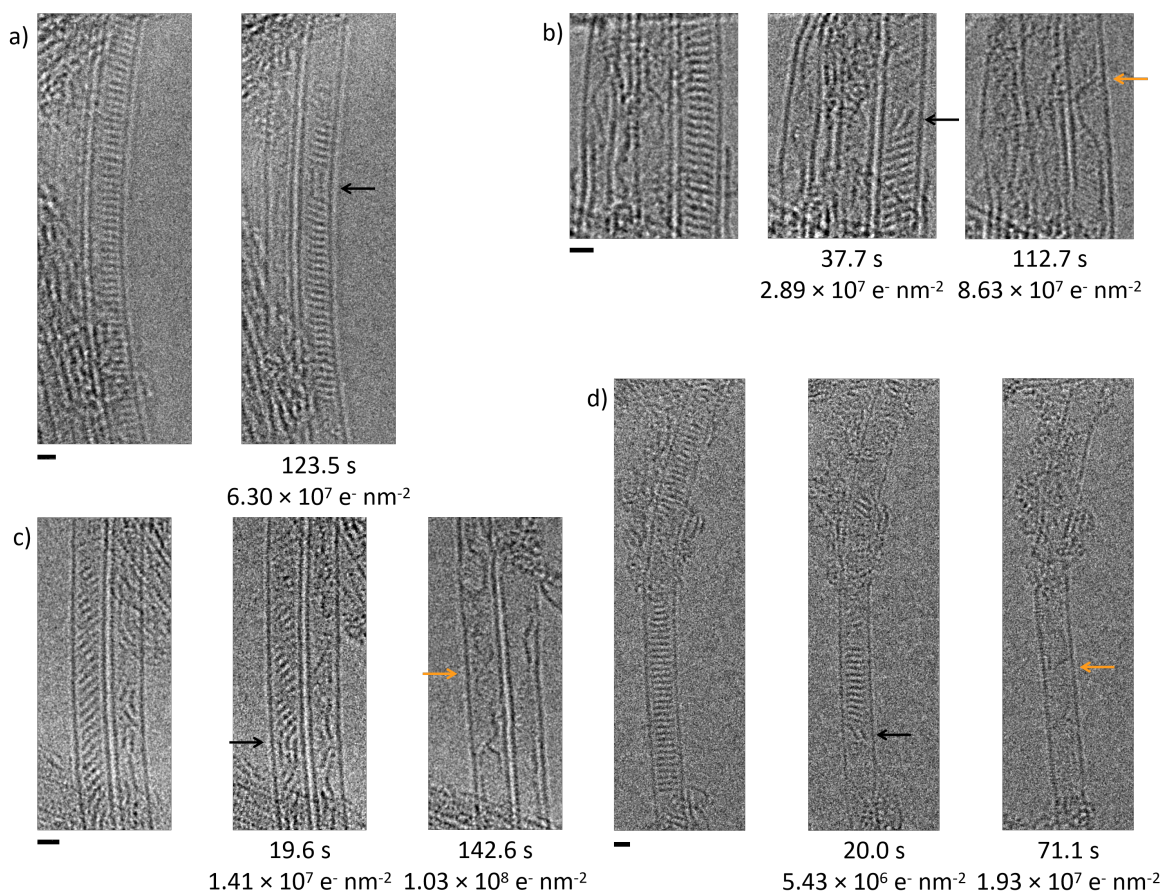 a)
123.5 s
6.30 × 10⁷ e⁻ nm⁻²
b)
37.7 s
2.89 × 10⁷ e⁻ nm⁻²
112.7 s
8.63 × 10⁷ e⁻ nm⁻²
c)
19.6 s
1.41 × 10⁷ e⁻ nm⁻²
142.6 s
1.03 × 10⁸ e⁻ nm⁻²
d)
20.0 s
5.43 × 10⁶ e⁻ nm⁻²
71.1 s
1.93 × 10⁷ e⁻ nm⁻²